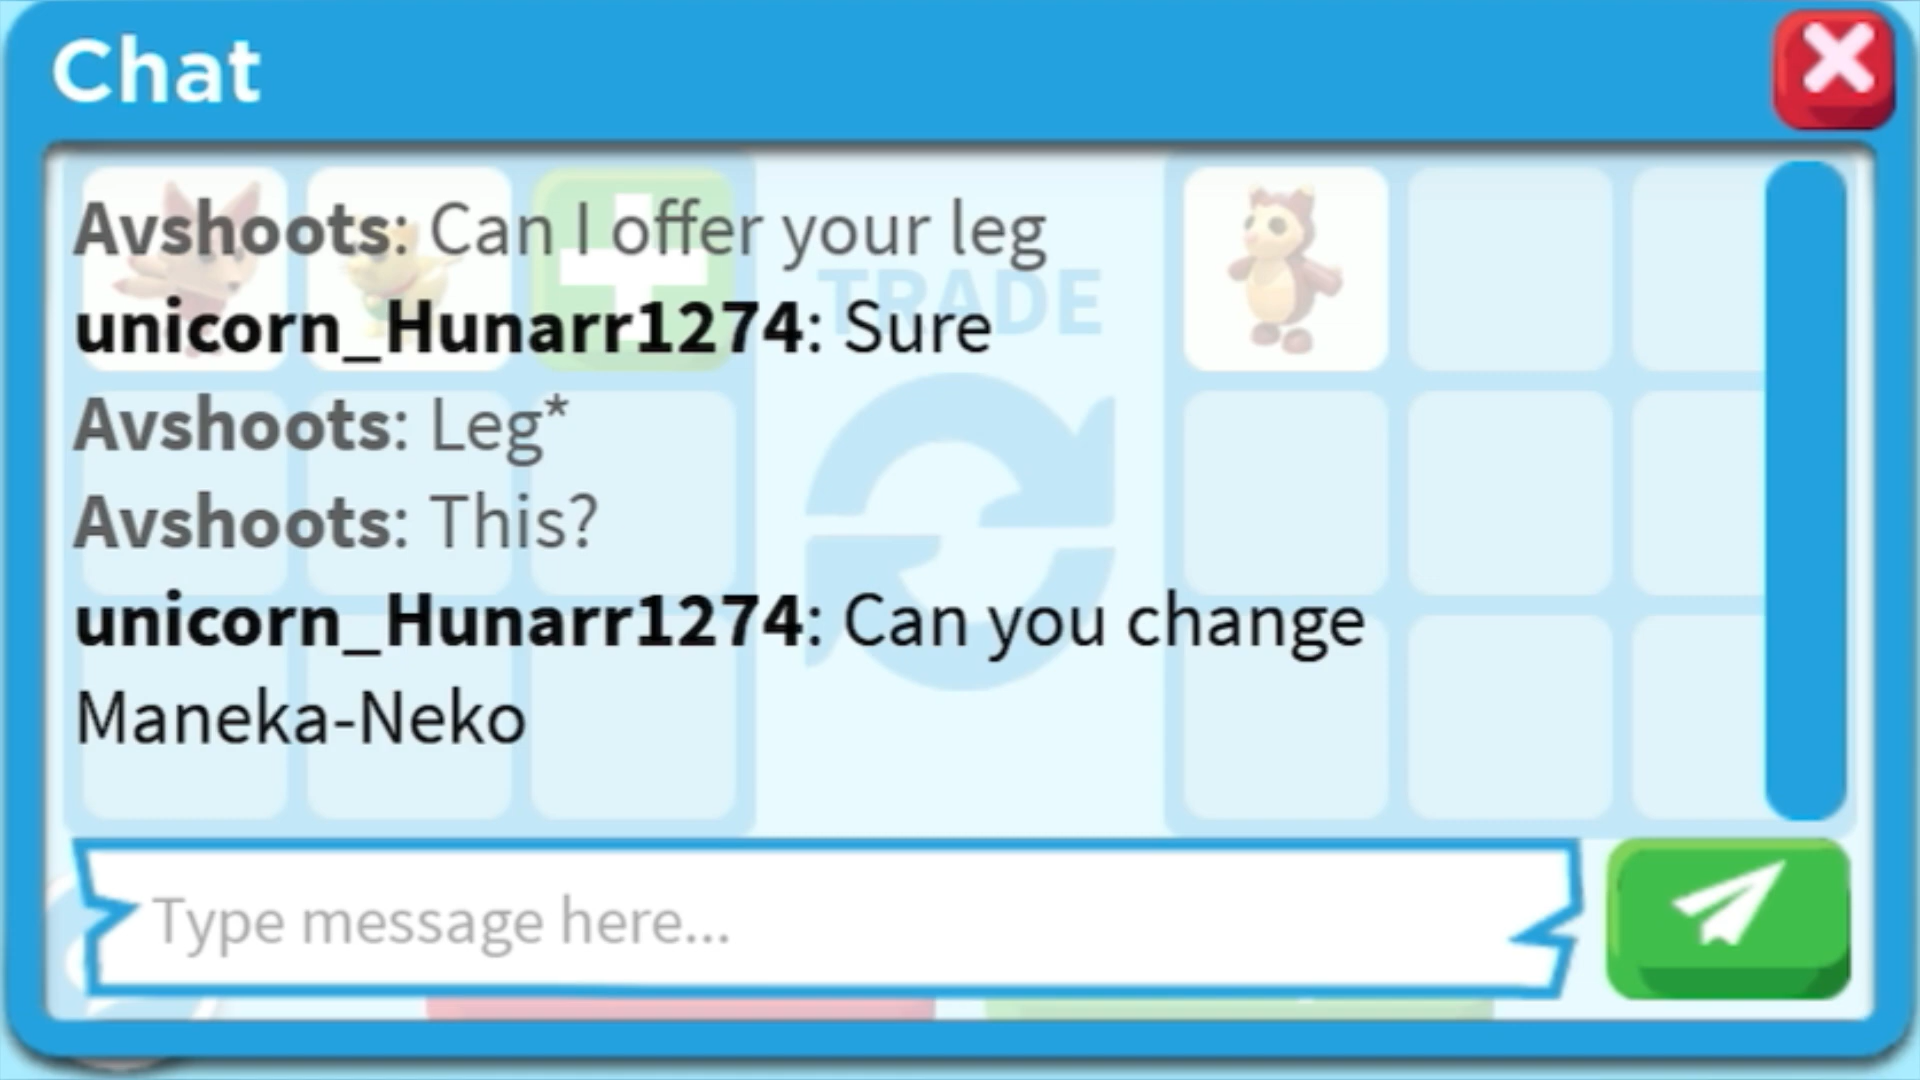 Chat
Avshoots: Can I offer your leg
TRADE
unicorn_Hunarr1274: Sure
Avshoots: Leg*
Avshoots: This?
unicorn_Hunarr1274: Can you change
Maneka-Neko
Type message here...